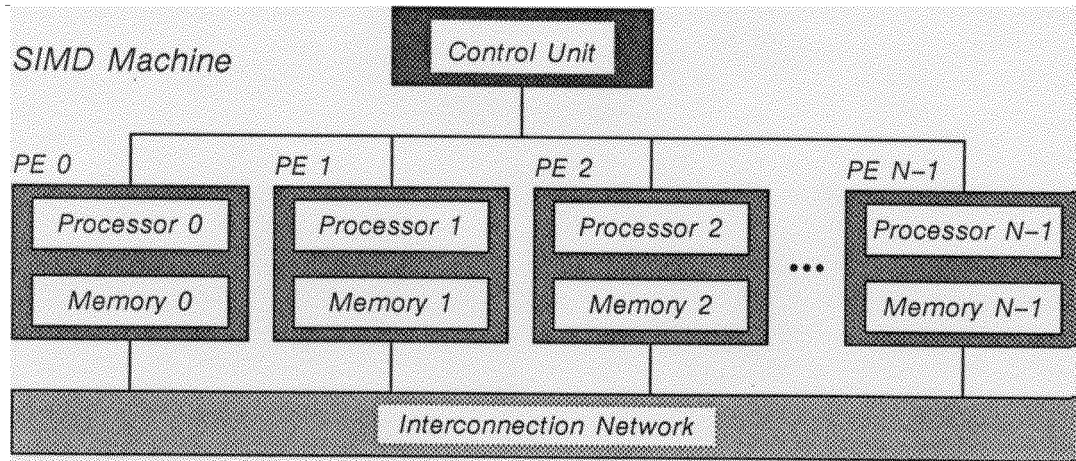 Control Unit
SIMD Machine
PE 0
PE 1
PE 2
PE N–1
Processor 0
Processor 1
Processor 2
Processor N–1
...
Memory 0
Memory 1
Memory 2
Memory N–1
Interconnection Network